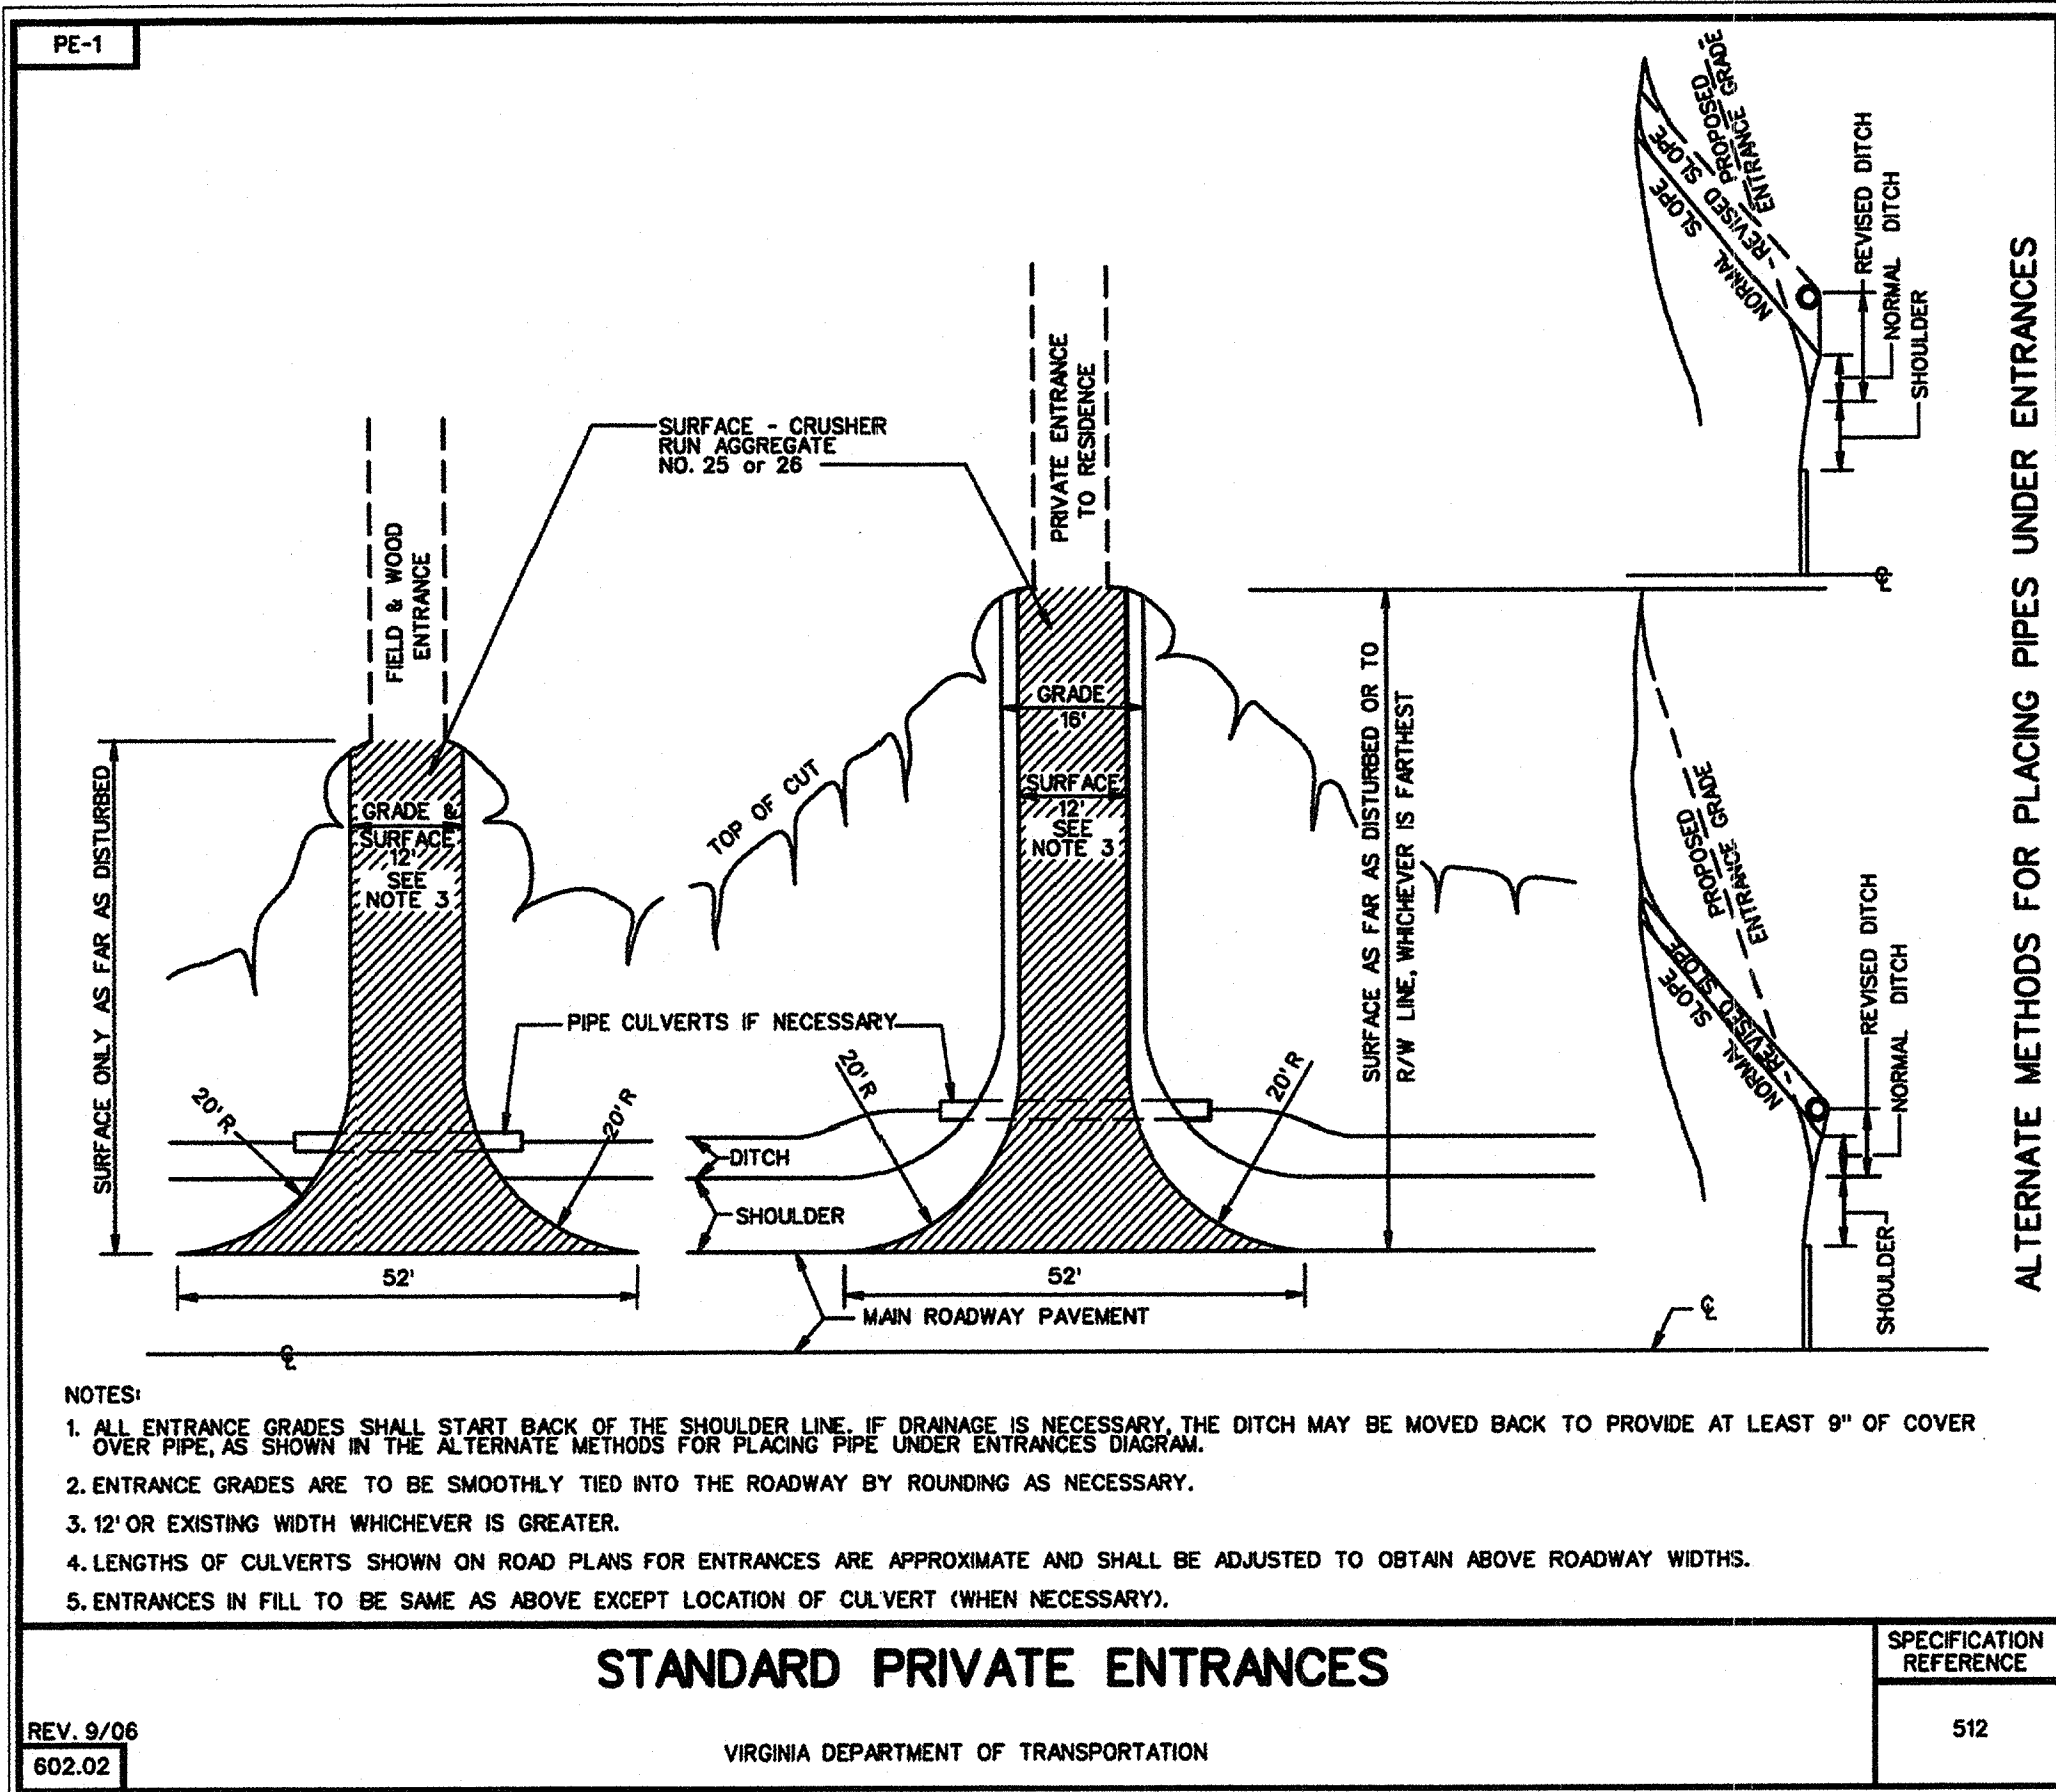 PE-1
FIELD & WOOD
ENTRANCE
SURFACE - CRUSHER
RUN AGGREGATE
NO. 25 or 26
PRIVATE ENTRANCE
TO RESIDENCE
SURFACE ONLY AS FAR AS DISTURBED
GRADE &
SURFACE
12'
SEE
NOTE 3
TOP OF CUT
GRADE
16'
SURFACE
12'
SEE
NOTE 3
SURFACE AS FAR AS DISTURBED OR TO
R/W LINE, WHICHEVER IS FARTHEST
PIPE CULVERTS IF NECESSARY
20' R
20' R
20' R
20' R
DITCH
SHOULDER
52'
52'
MAIN ROADWAY PAVEMENT
℄
℄
PROPOSED
ENTRANCE GRADE
REVISED SLOPE
NORMAL SLOPE
REVISED DITCH
NORMAL DITCH
SHOULDER
℄
PROPOSED
ENTRANCE GRADE
REVISED SLOPE
NORMAL SLOPE
REVISED DITCH
NORMAL DITCH
SHOULDER
ALTERNATE METHODS FOR PLACING PIPES UNDER ENTRANCES
NOTES:
1. ALL ENTRANCE GRADES SHALL START BACK OF THE SHOULDER LINE. IF DRAINAGE IS NECESSARY, THE DITCH MAY BE MOVED BACK TO PROVIDE AT LEAST 9" OF COVER
OVER PIPE, AS SHOWN IN THE ALTERNATE METHODS FOR PLACING PIPE UNDER ENTRANCES DIAGRAM.
2. ENTRANCE GRADES ARE TO BE SMOOTHLY TIED INTO THE ROADWAY BY ROUNDING AS NECESSARY.
3. 12' OR EXISTING WIDTH WHICHEVER IS GREATER.
4. LENGTHS OF CULVERTS SHOWN ON ROAD PLANS FOR ENTRANCES ARE APPROXIMATE AND SHALL BE ADJUSTED TO OBTAIN ABOVE ROADWAY WIDTHS.
5. ENTRANCES IN FILL TO BE SAME AS ABOVE EXCEPT LOCATION OF CULVERT (WHEN NECESSARY).
STANDARD PRIVATE ENTRANCES
VIRGINIA DEPARTMENT OF TRANSPORTATION
REV. 9/06
602.02
SPECIFICATION
REFERENCE
512